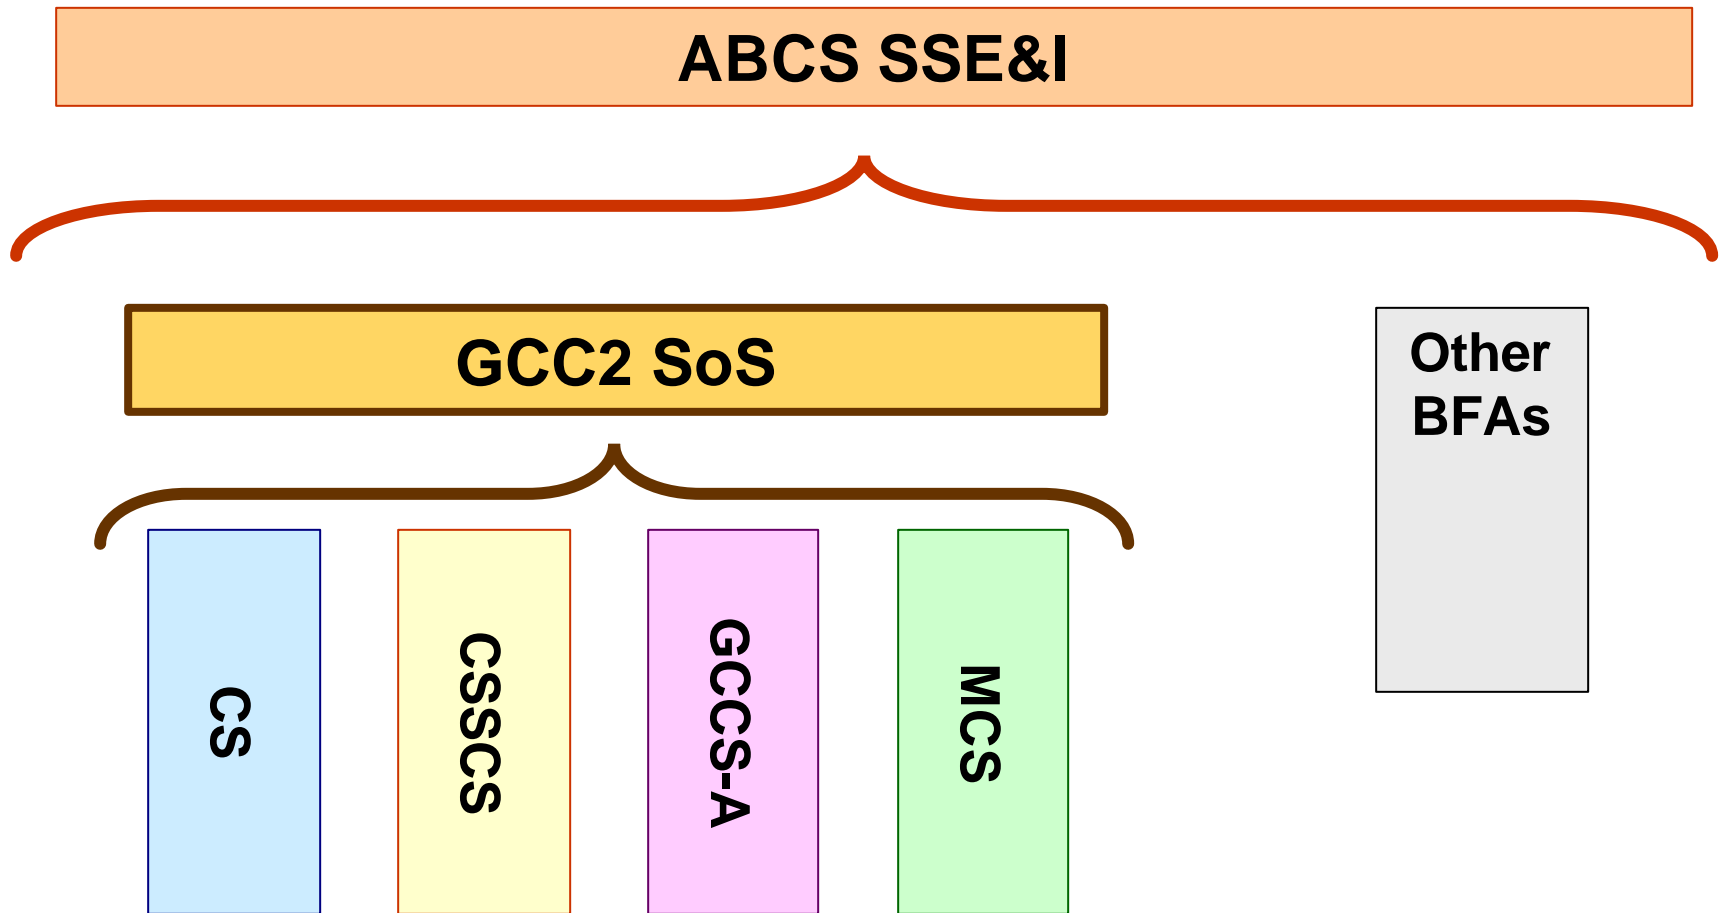 ABCS SSE&I
GCC2 SoS
Other
BFAs
CS
CSSCS
GCCS-A
MCS